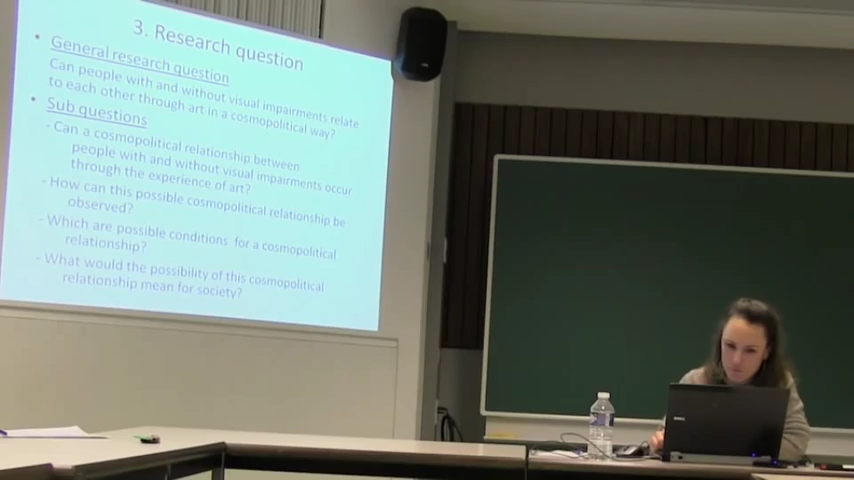 3. Research question
• General research question
Can people with and without visual impairments relate
to each other through art in a cosmopolitical way?
• Sub questions
- Can a cosmopolitical relationship between
people with and without visual impairments occur
through the experience of art?
- How can this possible cosmopolitical relationship be
observed?
- Which are possible conditions for a cosmopolitical
relationship?
- What would the possibility of this cosmopolitical
relationship mean for society?
DELL